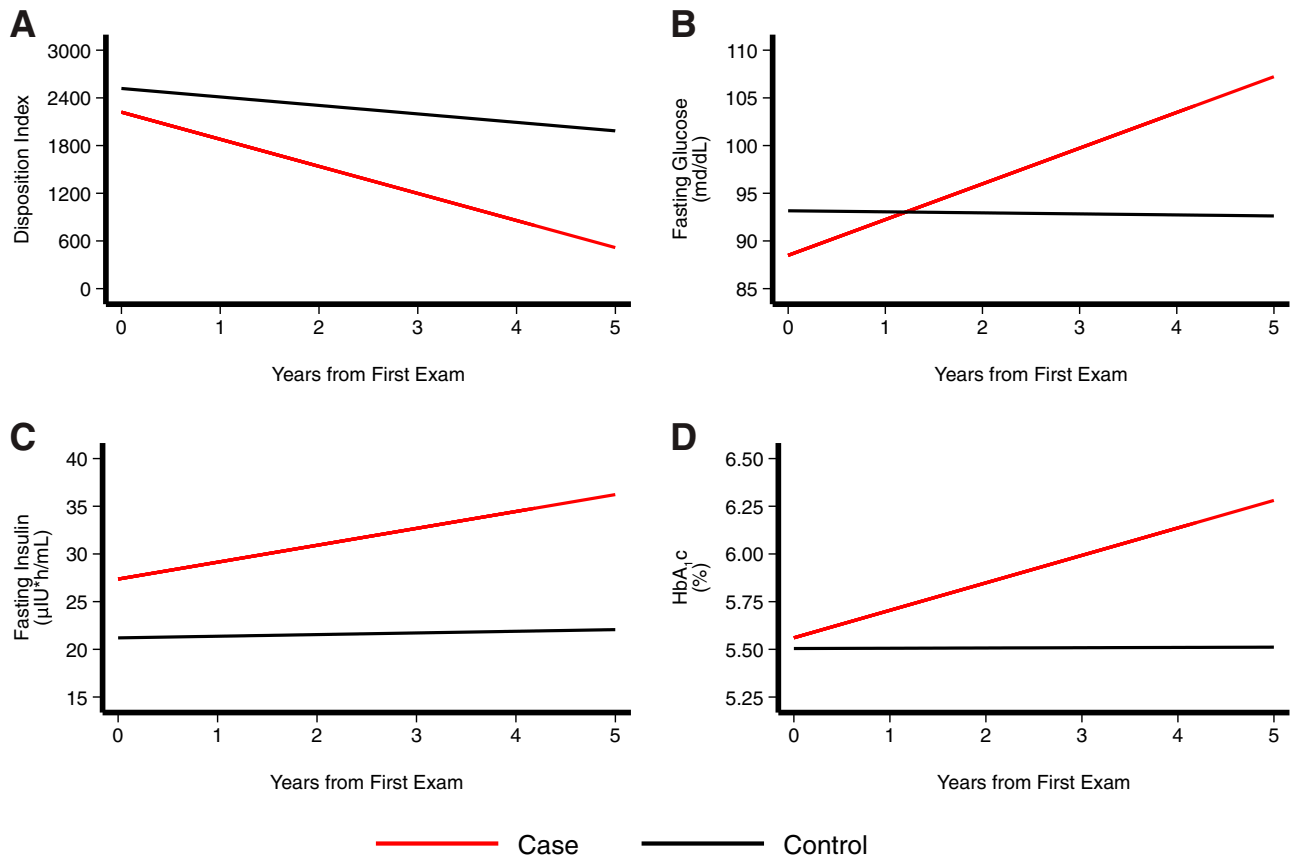 A
3000
2400
1800
1200
600
0
Disposition Index
0 1 2 3 4 5
Years from First Exam
B
110
105
100
95
90
85
Fasting Glucose
(md/dL)
0 1 2 3 4 5
Years from First Exam
C
40
35
30
25
20
15
Fasting Insulin
(µIU*h/mL)
0 1 2 3 4 5
Years from First Exam
D
6.50
6.25
6.00
5.75
5.50
5.25
HbA₁c
(%)
0 1 2 3 4 5
Years from First Exam
Case Control